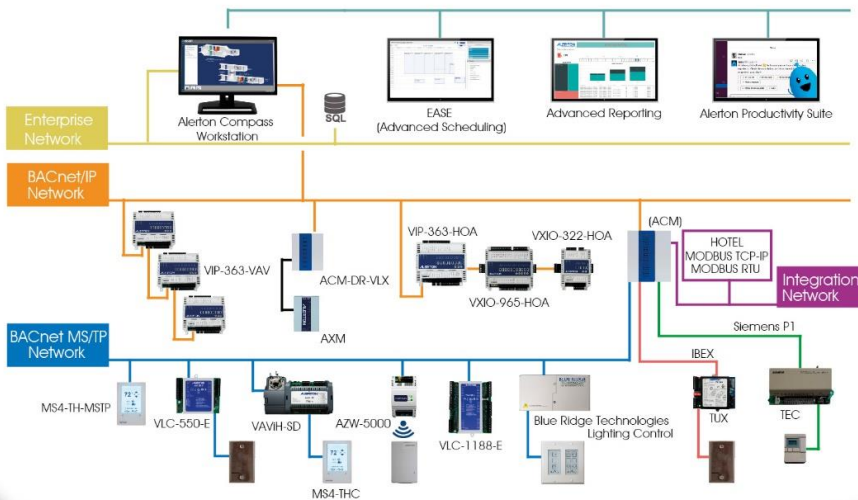 Alerton Compass
Workstation
SQL
EASE
(Advanced Scheduling)
Advanced Reporting
Alerton Productivity Suite
Enterprise
Network
BACnet/IP
Network
VIP-363-VAV
ACM-DR-VLX
AXM
VIP-363-HOA
VXIO-322-HOA
VXIO-965-HOA
(ACM)
HOTEL
MODBUS TCP-IP
MODBUS RTU
Integration
Network
Siemens P1
IBEX
BACnet MS/TP
Network
MS4-TH-MSTP
VLC-550-E
VAViH-SD
MS4-THC
AZW-5000
VLC-1188-E
BLUE RIDGE
Blue Ridge Technologies
Lighting Control
TUX
TEC